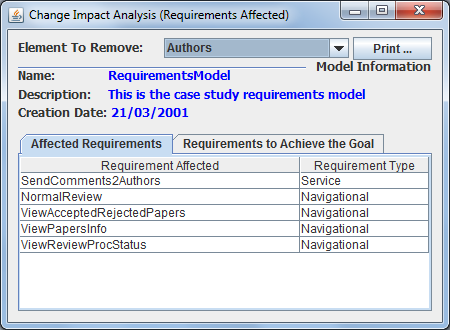 Change Impact Analysis (Requirements Affected)
Element To Remove: Authors Print ...
Model Information
Name: RequirementsModel
Description: This is the case study requirements model
Creation Date: 21/03/2001
Affected Requirements Requirements to Achieve the Goal
Requirement Affected Requirement Type
SendComments2Authors Service
NormalReview Navigational
ViewAcceptedRejectedPapers Navigational
ViewPapersInfo Navigational
ViewReviewProcStatus Navigational